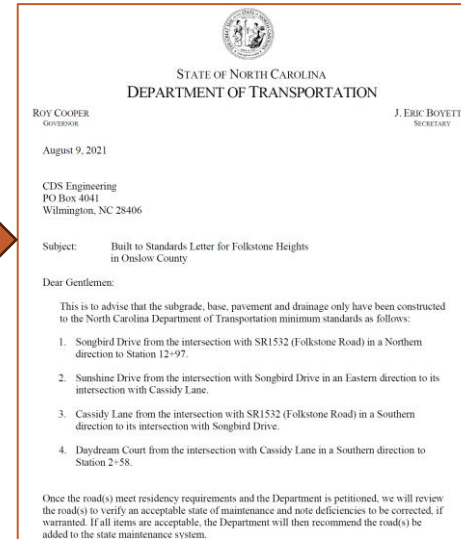 STATE OF NORTH CAROLINA
DEPARTMENT OF TRANSPORTATION
ROY COOPER
GOVERNOR
J. ERIC BOYETTE
SECRETARY
August 9, 2021
CDS Engineering
PO Box 4041
Wilmington, NC 28406
Subject: Built to Standards Letter for Folkstone Heights
in Onslow County
Dear Gentlemen:
This is to advise that the subgrade, base, pavement and drainage only have been constructed
to the North Carolina Department of Transportation minimum standards as follows:
1. Songbird Drive from the intersection with SR1532 (Folkstone Road) in a Northern
direction to Station 12+97.
2. Sunshine Drive from the intersection with Songbird Drive in an Eastern direction to its
intersection with Cassidy Lane.
3. Cassidy Lane from the intersection with SR1532 (Folkstone Road) in a Southern
direction to its intersection with Songbird Drive.
4. Daydream Court from the intersection with Cassidy Lane in a Southern direction to
Station 2+58.
Once the road(s) meet residency requirements and the Department is petitioned, we will review
the road(s) to verify an acceptable state of maintenance and note deficiencies to be corrected, if
warranted. If all items are acceptable, the Department will then recommend the road(s) be
added to the state maintenance system.